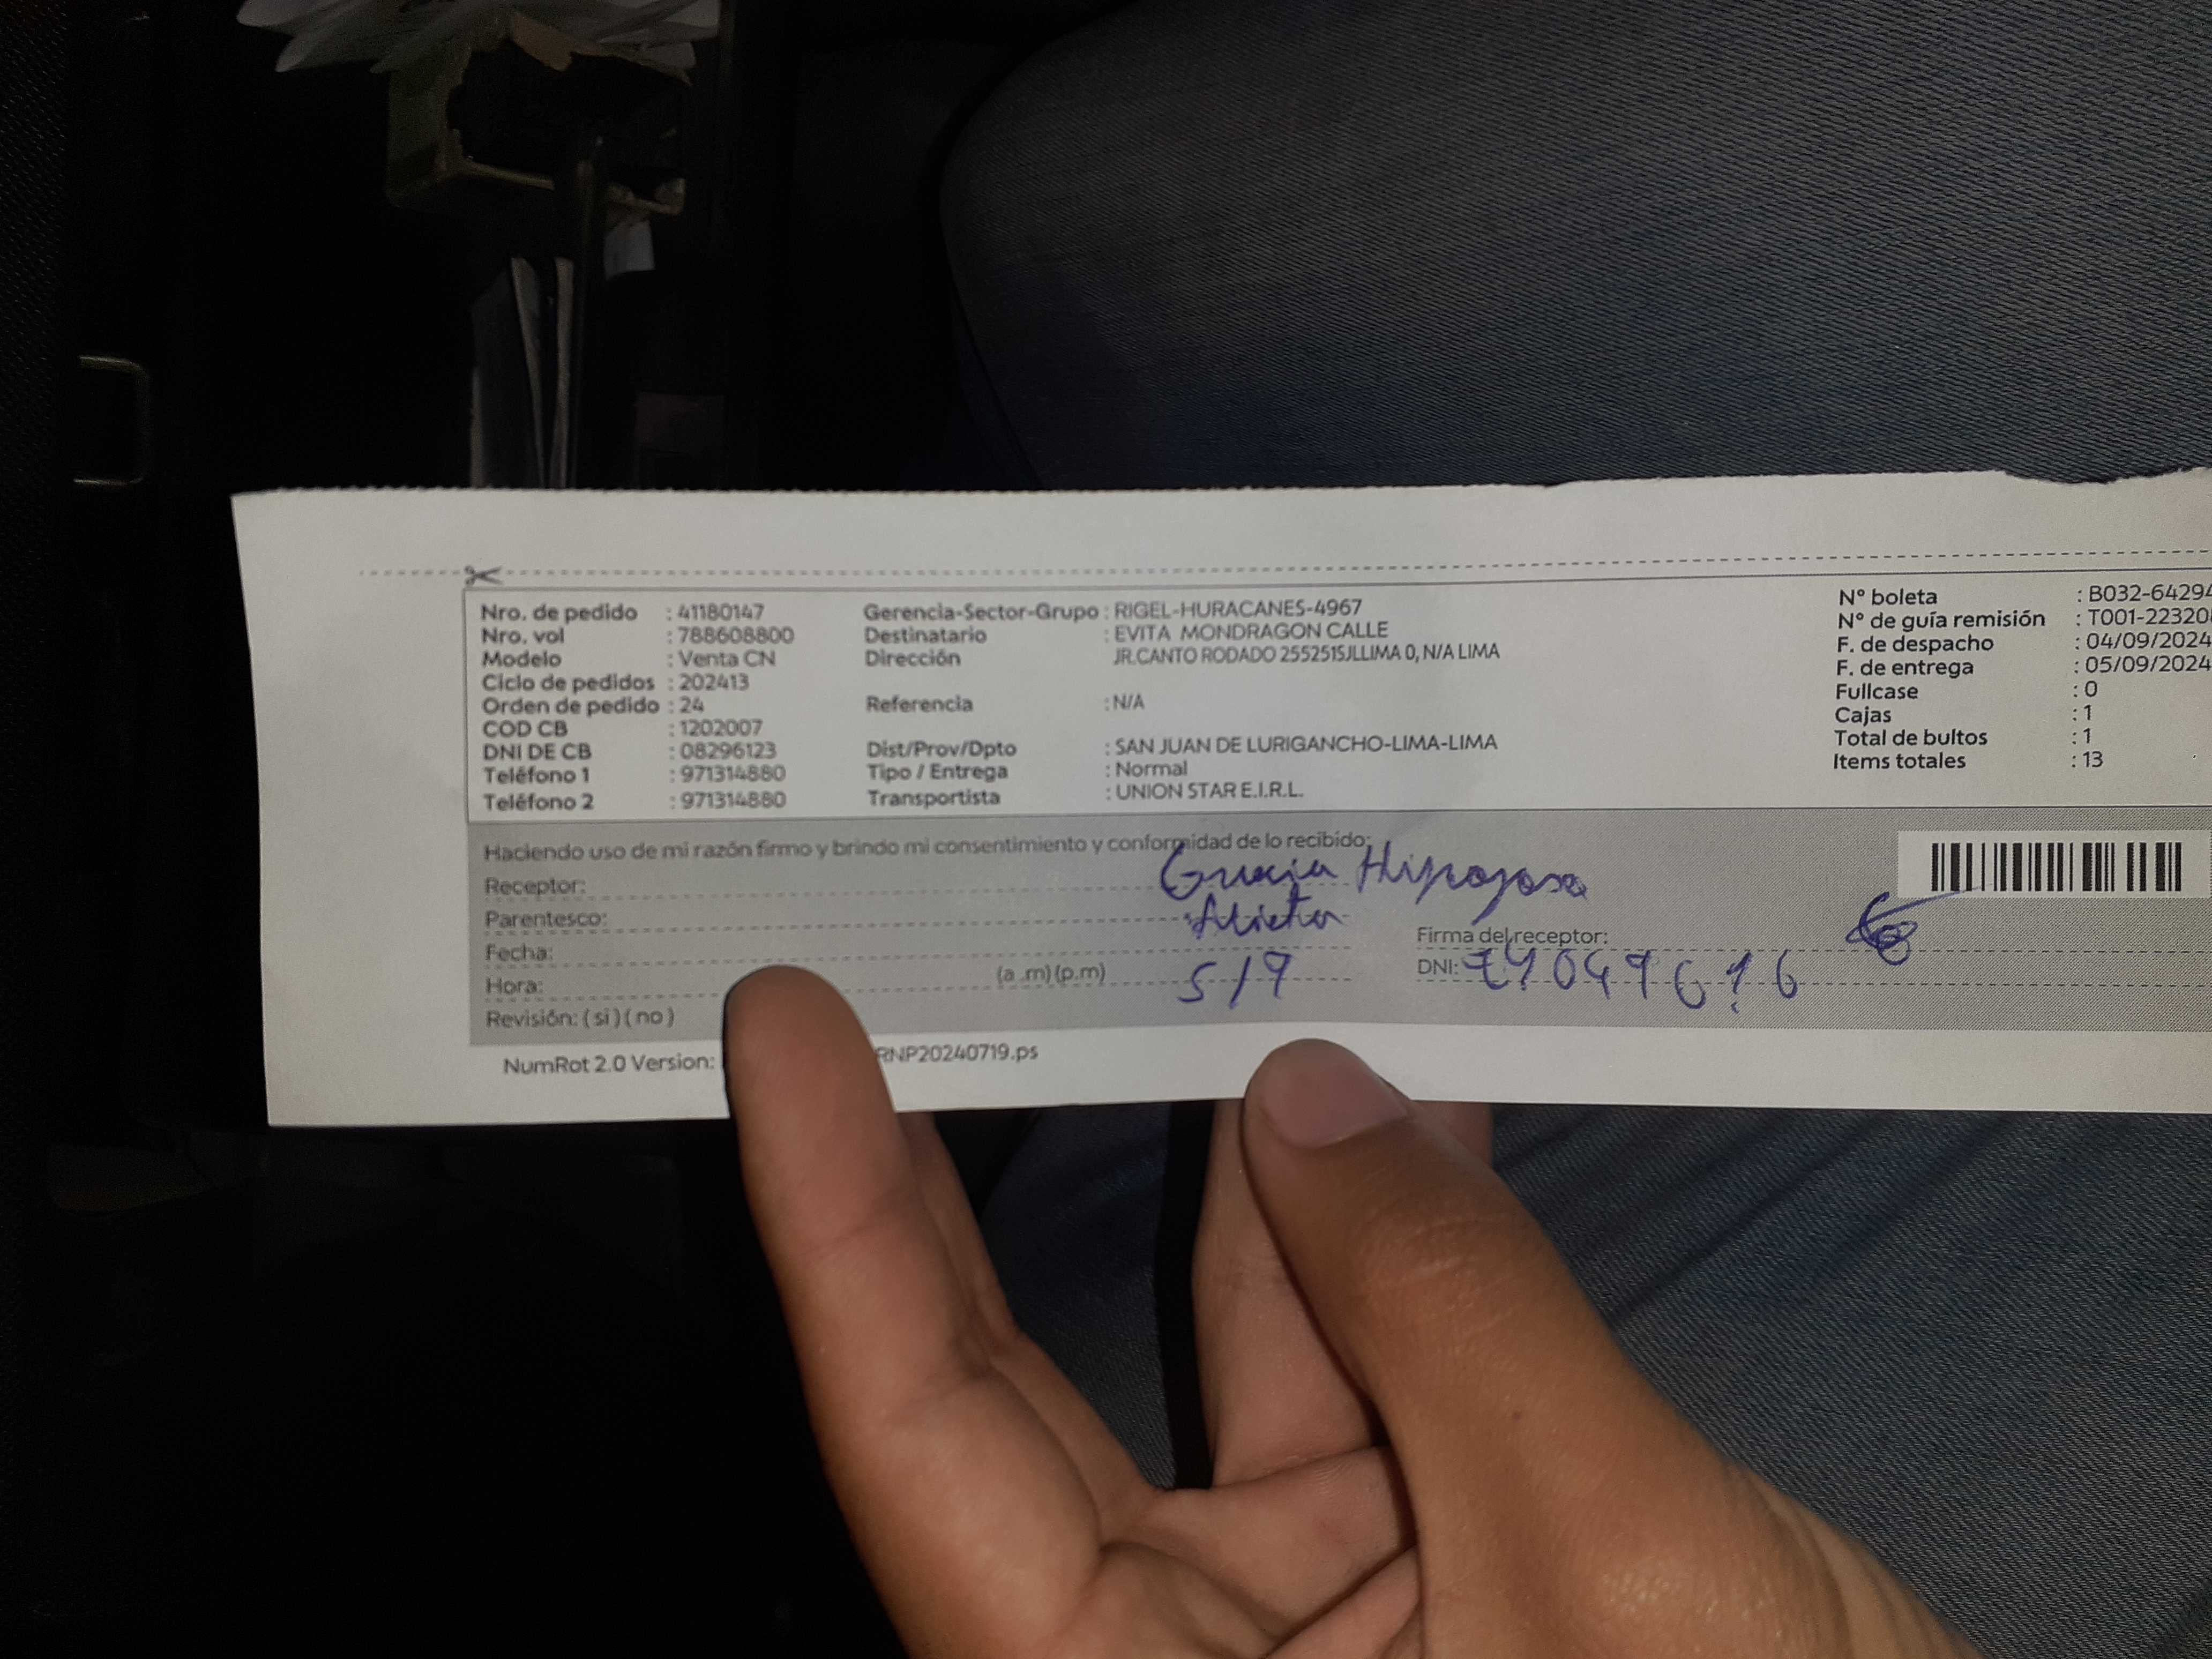 Nro. de pedido : 41180147 Gerencia-Sector-Grupo : RIGEL-HURACANES-4967 N° boleta : B032-64294
Nro. vol : 788608800 Destinatario : EVITA MONDRAGON CALLE N° de guía remisión : T001-22320
Modelo : Venta CN Dirección JR.CANTO RODADO 255251SJLLIMA 0, N/A LIMA F. de despacho : 04/09/2024
Ciclo de pedidos : 202413 F. de entrega : 05/09/2024
Orden de pedido : 24 Referencia : N/A Fullcase : 0
COD CB : 1202007 Cajas : 1
DNI DE CB : 08296123 Dist/Prov/Dpto : SAN JUAN DE LURIGANCHO-LIMA-LIMA Total de bultos : 1
Teléfono 1 : 971314880 Tipo / Entrega : Normal Items totales : 13
Teléfono 2 : 971314880 Transportista : UNION STAR E.I.R.L.
Haciendo uso de mi razón firmo y brindo mi consentimiento y conformidad de lo recibido:
Receptor:
Parentesco:
Fecha: Firma del receptor:
Hora: (a .m) (p.m) 5/9 DNI:
Revisión: ( si ) ( no )
NumRot 2.0 Version: RNP20240719.ps